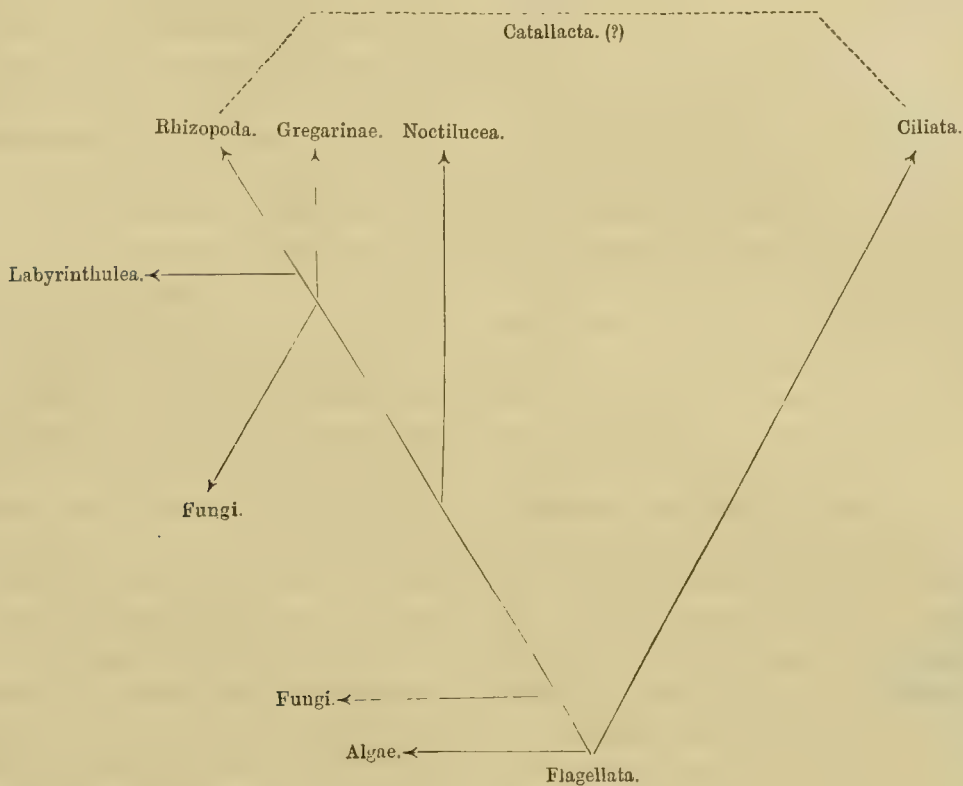 Catallacta. (?)
Rhizopoda. Gregarinae. Noctilucea. Ciliata.
Labyrinthulea.
Fungi.
Fungi.
Algae.
Flagellata.